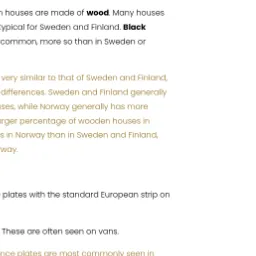 n houses are made of wood. Many houses
typical for Sweden and Finland. Black
common, more so than in Sweden or
very similar to that of Sweden and Finland,
differences. Sweden and Finland generally
ses, while Norway generally has more
arger percentage of wooden houses in
s in Norway than in Sweden and Finland,
way.
plates with the standard European strip on
These are often seen on vans.
nce plates are most commonly seen in